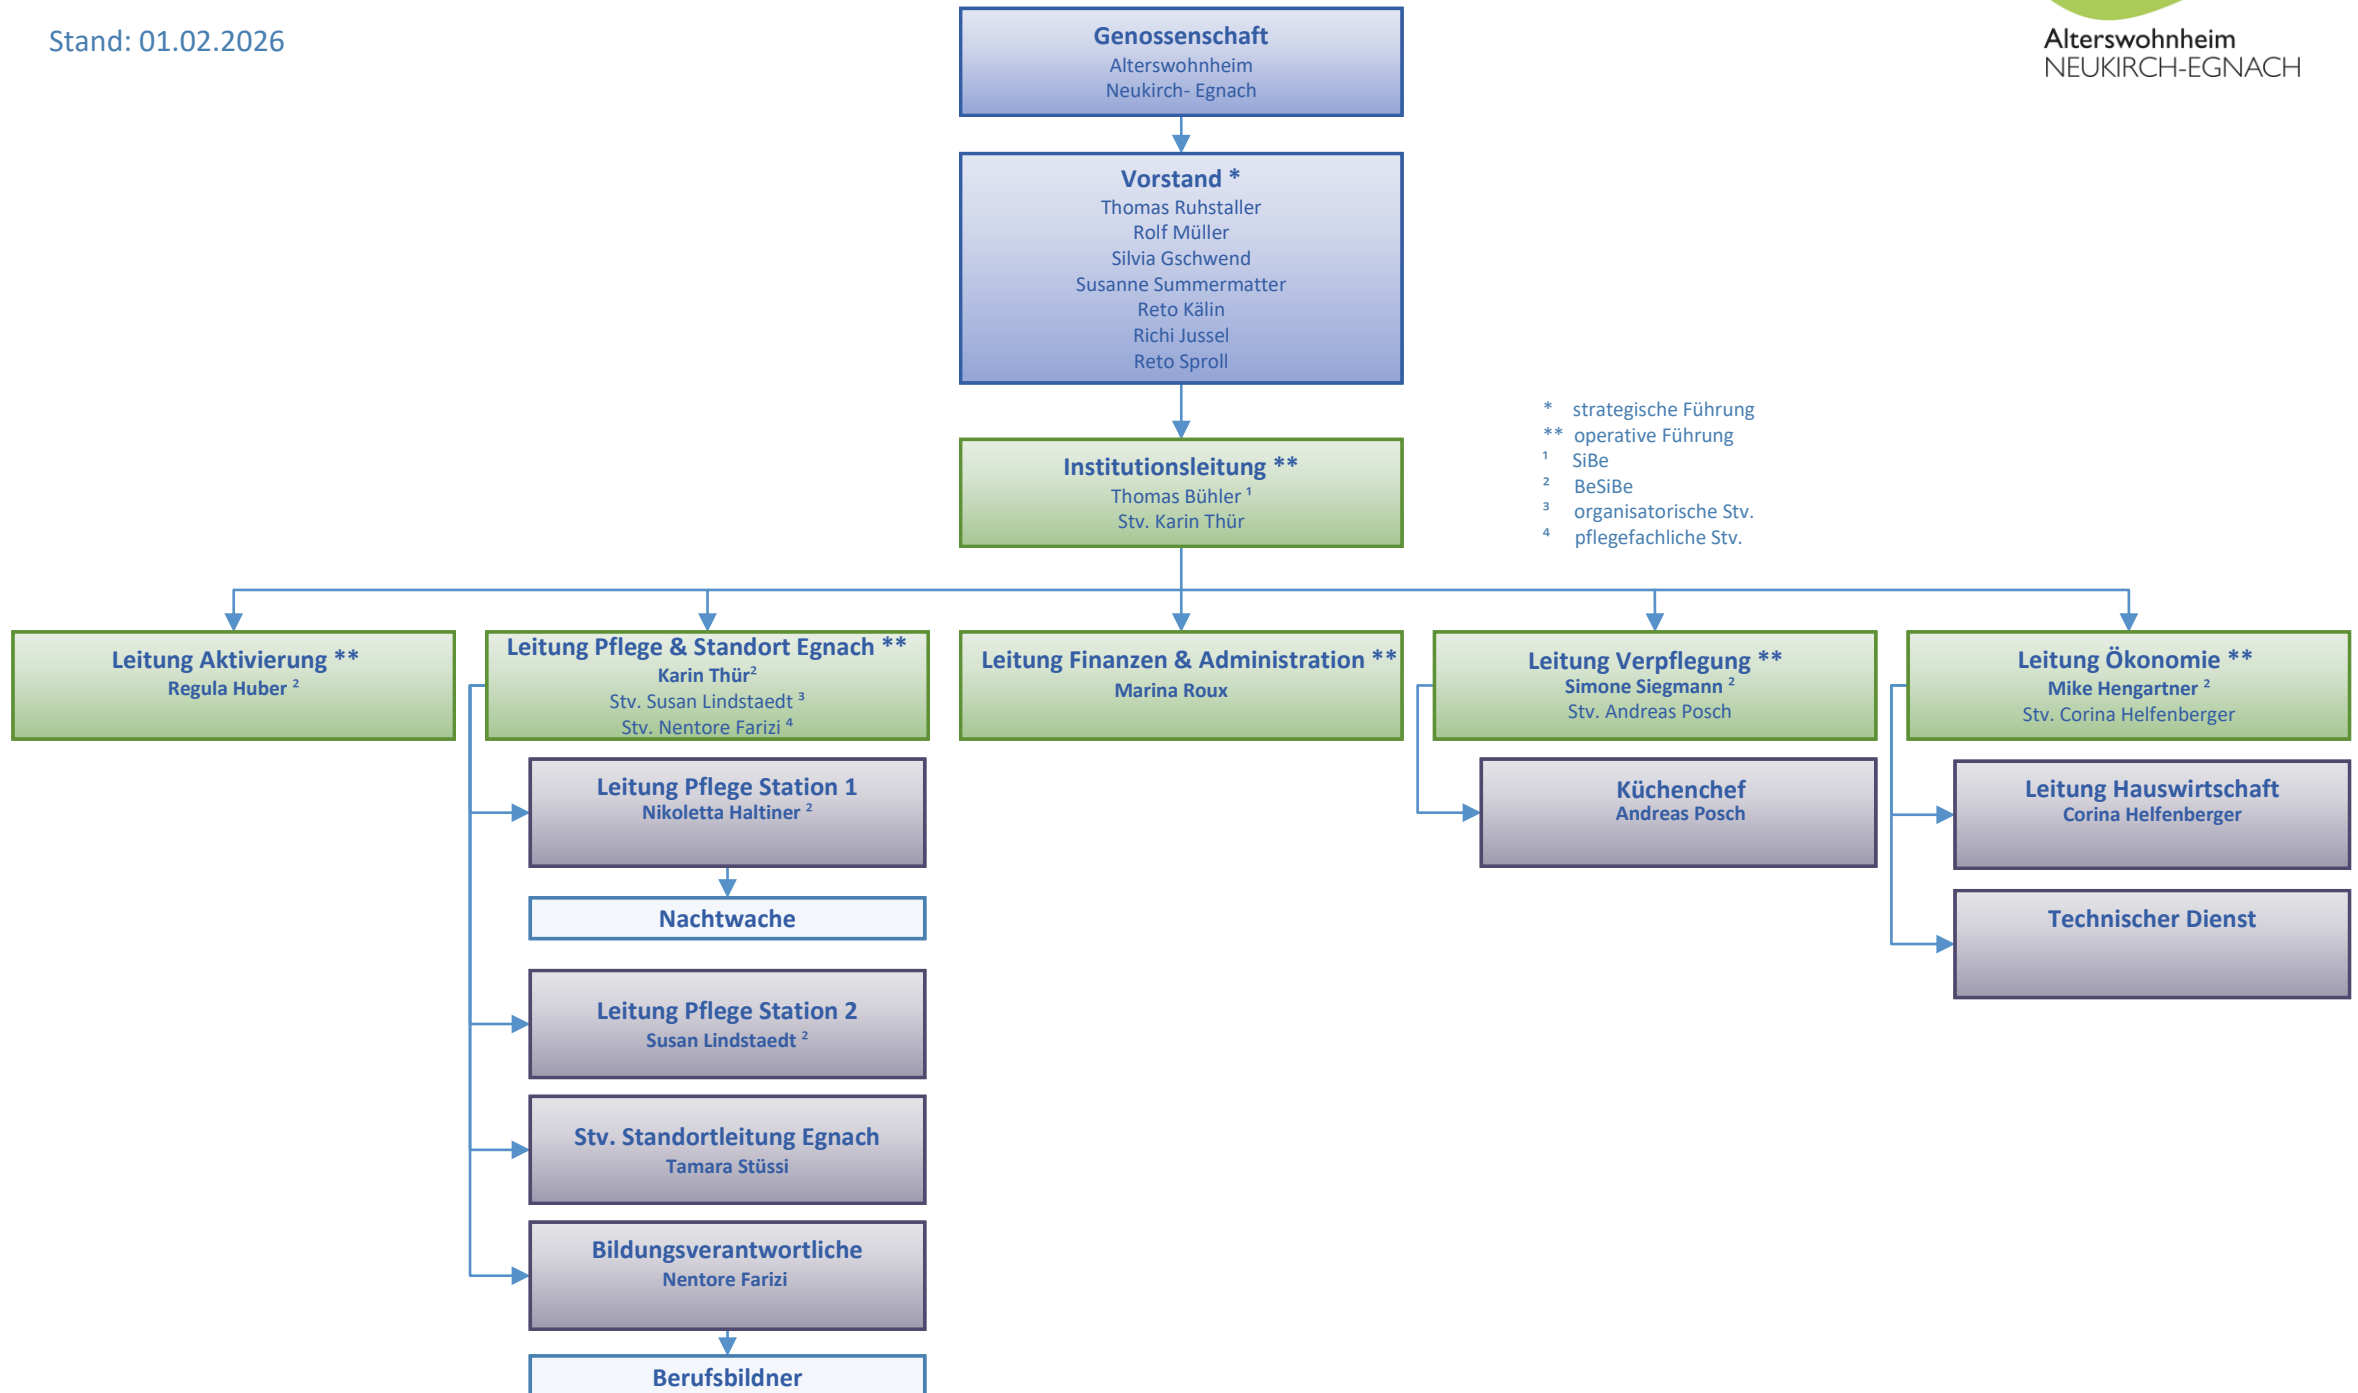 Stand: 01.02.2026
Genossenschaft
Alterswohnheim
Neukirch- Egnach
Alterswohnheim
NEUKIRCH-EGNACH
Vorstand *
Thomas Ruhstaller
Rolf Müller
Silvia Gschwend
Susanne Summermatter
Reto Kälin
Richi Jussel
Reto Sproll
* strategische Führung
** operative Führung
¹ SiBe
² BeSiBe
³ organisatorische Stv.
⁴ pflegefachliche Stv.
Institutionsleitung **
Thomas Bühler ¹
Stv. Karin Thür
Leitung Aktivierung **
Regula Huber ²
Leitung Pflege & Standort Egnach **
Karin Thür²
Stv. Susan Lindstaedt ³
Stv. Nentore Farizi ⁴
Leitung Finanzen & Administration **
Marina Roux
Leitung Verpflegung **
Simone Siegmann ²
Stv. Andreas Posch
Leitung Ökonomie **
Mike Hengartner ²
Stv. Corina Helfenberger
Leitung Pflege Station 1
Nikoletta Haltiner ²
Nachtwache
Leitung Pflege Station 2
Susan Lindstaedt ²
Stv. Standortleitung Egnach
Tamara Stüssi
Bildungsverantwortliche
Nentore Farizi
Berufsbildner
Küchenchef
Andreas Posch
Leitung Hauswirtschaft
Corina Helfenberger
Technischer Dienst